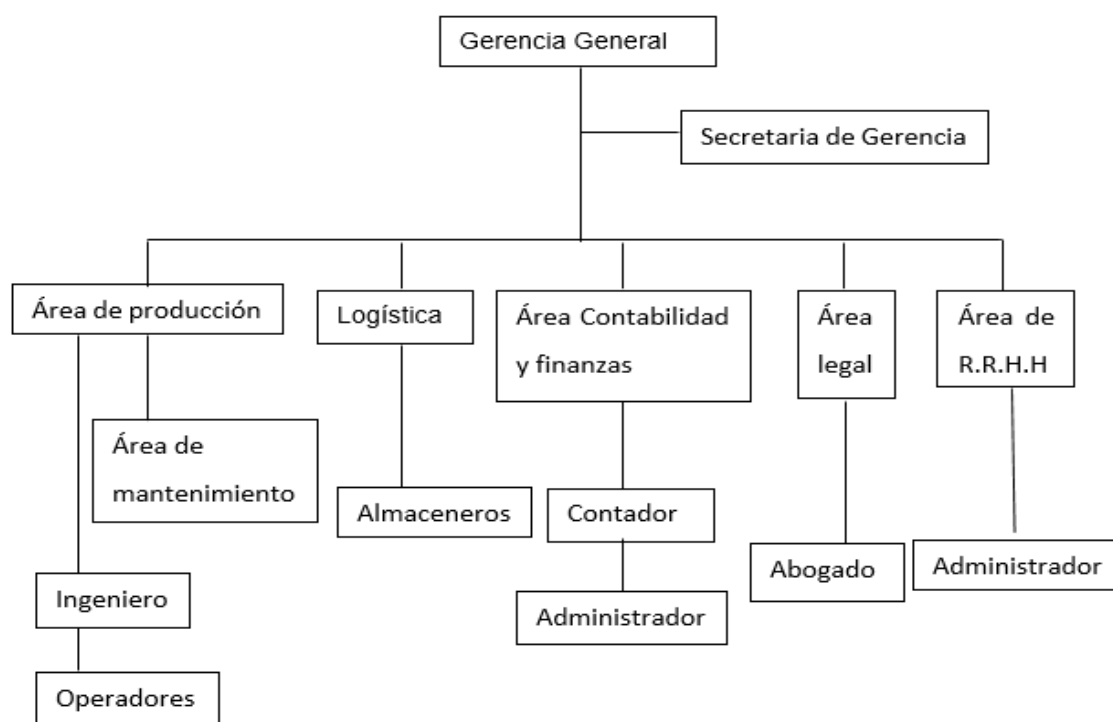 Gerencia General
Secretaria de Gerencia
Área de producción
Logística
Área Contabilidad
y finanzas
Área
legal
Área de
R.R.H.H
Área de
mantenimiento
Almaceneros
Contador
Abogado
Administrador
Ingeniero
Administrador
Operadores